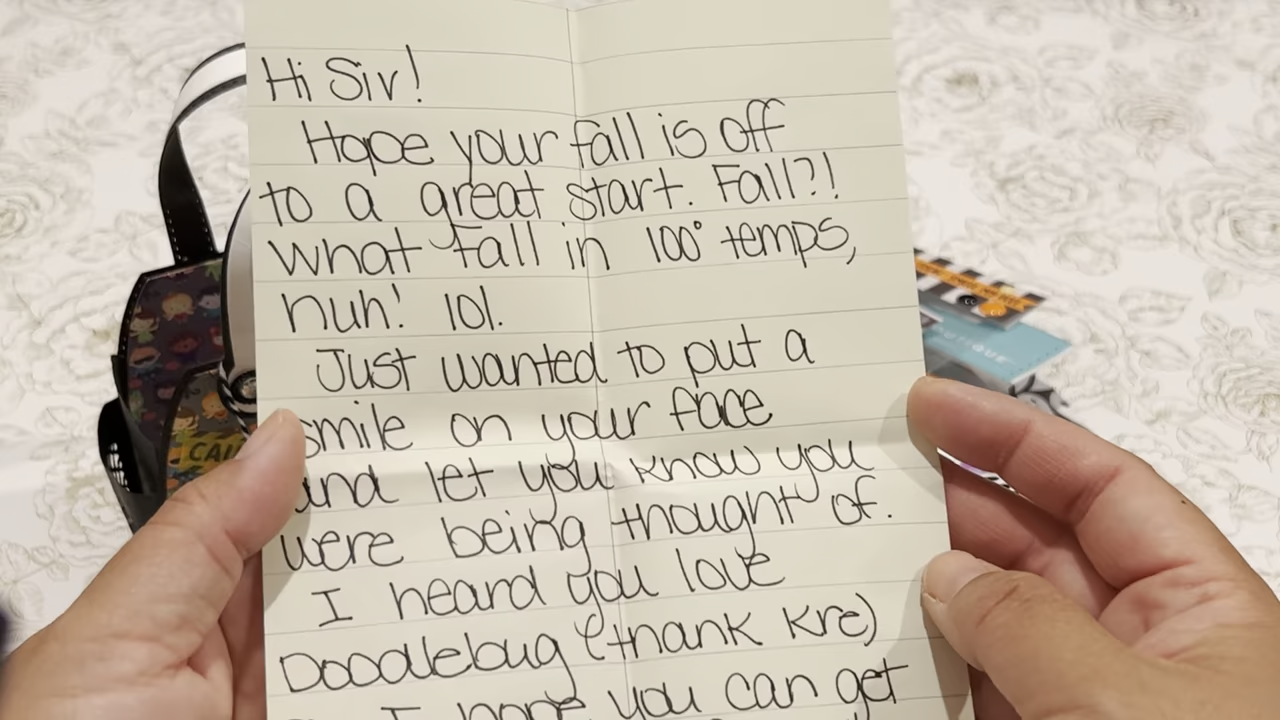 Hi Sir!
Hope your fall is off
to a great start. Fall?!
What fall in 100° temps,
huh! lol.
Just wanted to put a
smile on your face
and let you know you
were being thought of.
I heard you love
Doodlebug (thank Kre)
I hope you can get
CAU